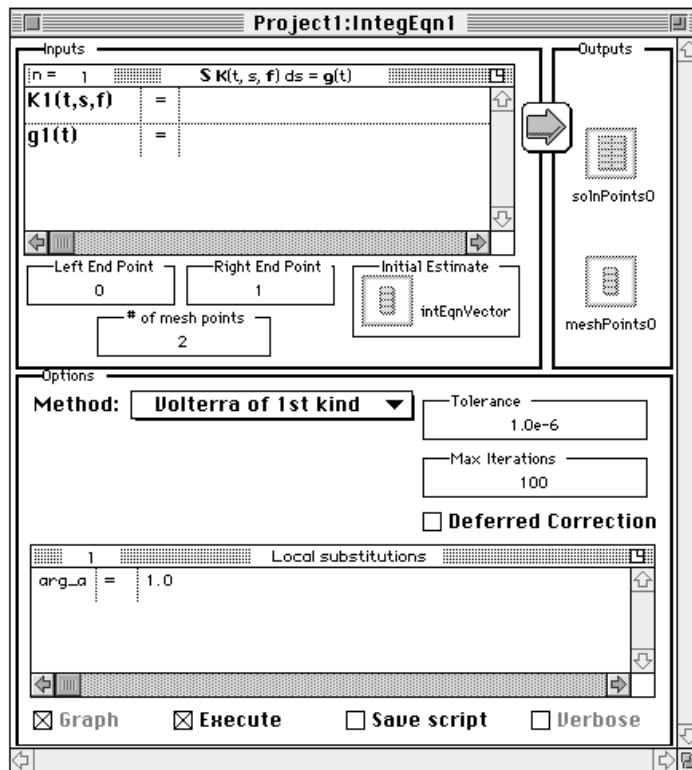 Project1:IntegEqn1
Inputs
Outputs
n = 1 S K(t, s, f) ds = g(t)
K1(t,s,f) =
g1(t) =
solnPoints0
Left End Point
0
Right End Point
1
Initial Estimate
intEqnVector
# of mesh points
2
meshPoints0
Options
Method: Volterra of 1st kind
Tolerance
1.0e-6
Max Iterations
100
Deferred Correction
1 Local substitutions
arg_a = 1.0
Graph Execute Save script Verbose